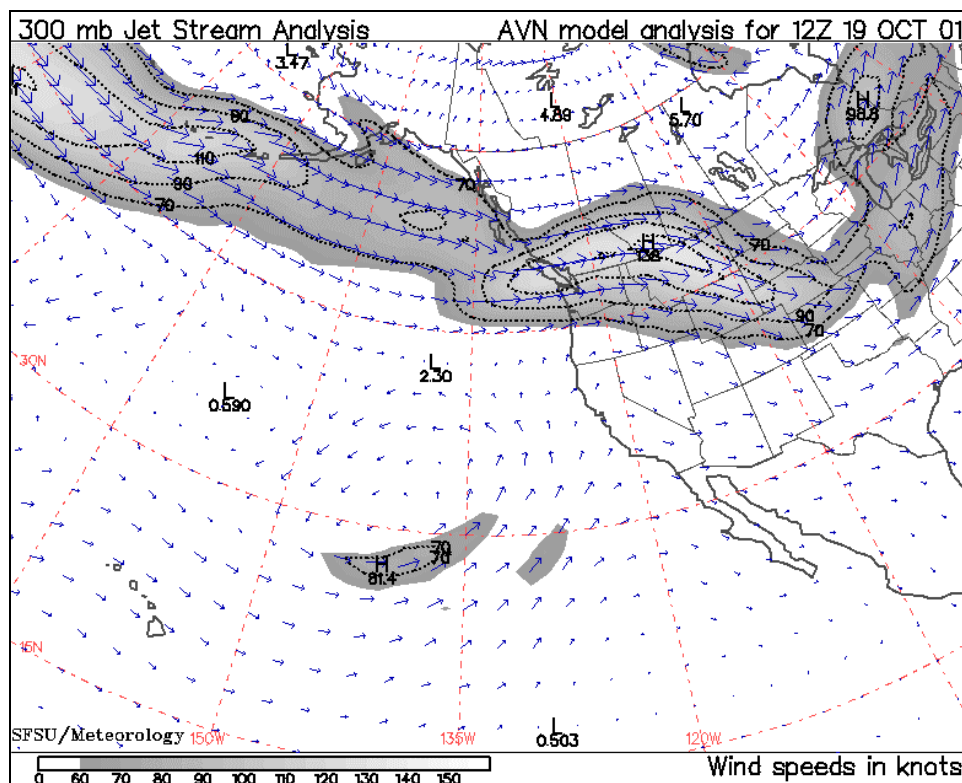 300 mb Jet Stream Analysis AVN model analysis for 12Z 19 OCT 01
L
3.47
L
4.89
L
5.70
H
98.8
90
110
90
70
70
H
70
90
70
30N
L
2.30
L
0.590
70
70
H
81.4
15N
L
0.503
SFSU/Meteorology
150W 135W 120W
0 60 70 80 90 100 110 120 130 140 150
Wind speeds in knots